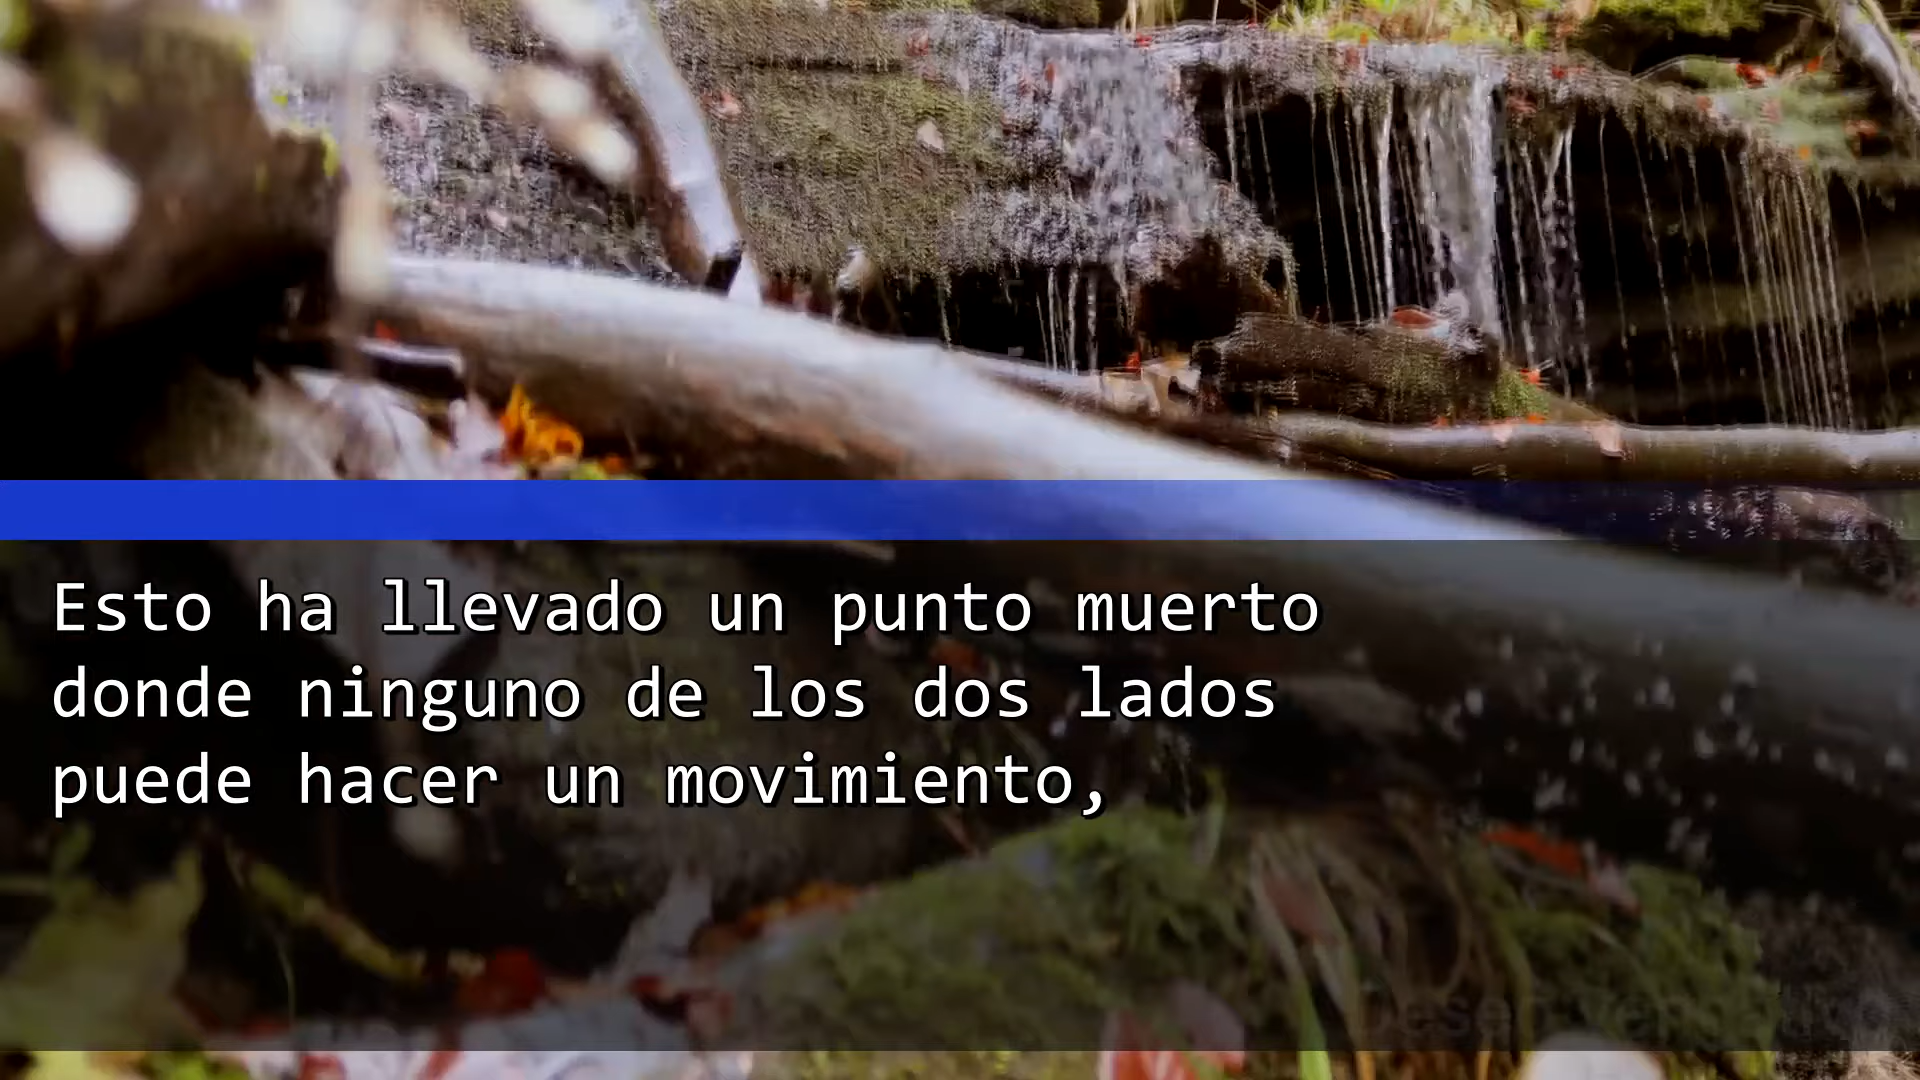 Esto ha llevado un punto muerto
donde ninguno de los dos lados
puede hacer un movimiento,